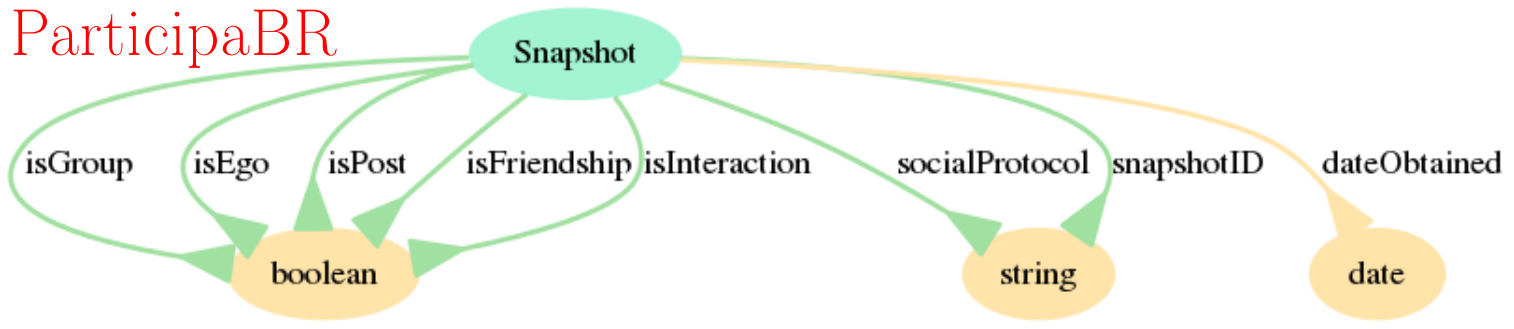 ParticipaBR
Snapshot
isGroup
isEgo
isPost
isFriendship
isInteraction
socialProtocol
snapshotID
dateObtained
boolean
string
date